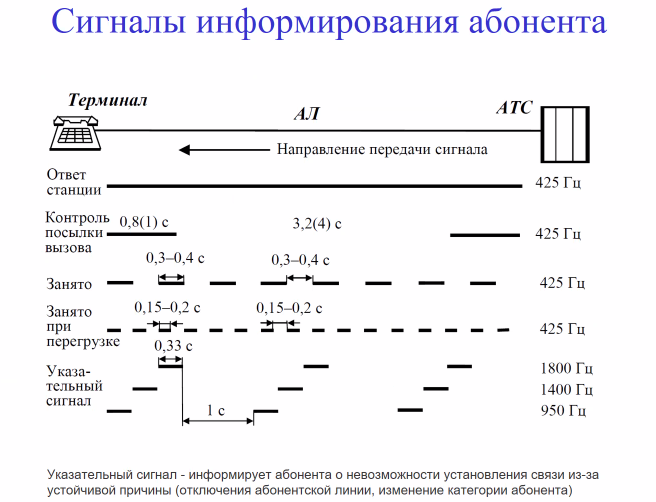 Сигналы информирования абонента
Терминал
АЛ
АТС
Направление передачи сигнала
Ответ
станции
425 Гц
Контроль
посылки
вызова
0,8(1) с
3,2(4) с
425 Гц
0,3–0,4 с
0,3–0,4 с
Занято
425 Гц
Занято
при
перегрузке
0,15–0,2 с
0,15–0,2 с
425 Гц
0,33 с
Указа-
тельный
сигнал
1800 Гц
1400 Гц
1 с
950 Гц
Указательный сигнал - информирует абонента о невозможности установления связи из-за
устойчивой причины (отключения абонентской линии, изменение категории абонента)